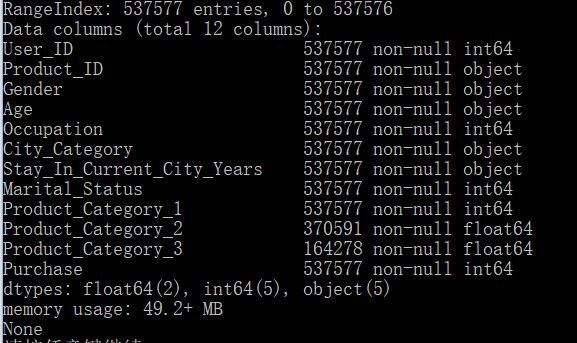 RangeIndex: 537577 entries, 0 to 537576
Data columns (total 12 columns):
User_ID                       537577 non-null int64
Product_ID                    537577 non-null object
Gender                        537577 non-null object
Age                           537577 non-null object
Occupation                    537577 non-null int64
City_Category                 537577 non-null object
Stay_In_Current_City_Years    537577 non-null object
Marital_Status                537577 non-null int64
Product_Category_1            537577 non-null int64
Product_Category_2            370591 non-null float64
Product_Category_3            164278 non-null float64
Purchase                      537577 non-null int64
dtypes: float64(2), int64(5), object(5)
memory usage: 49.2+ MB
None